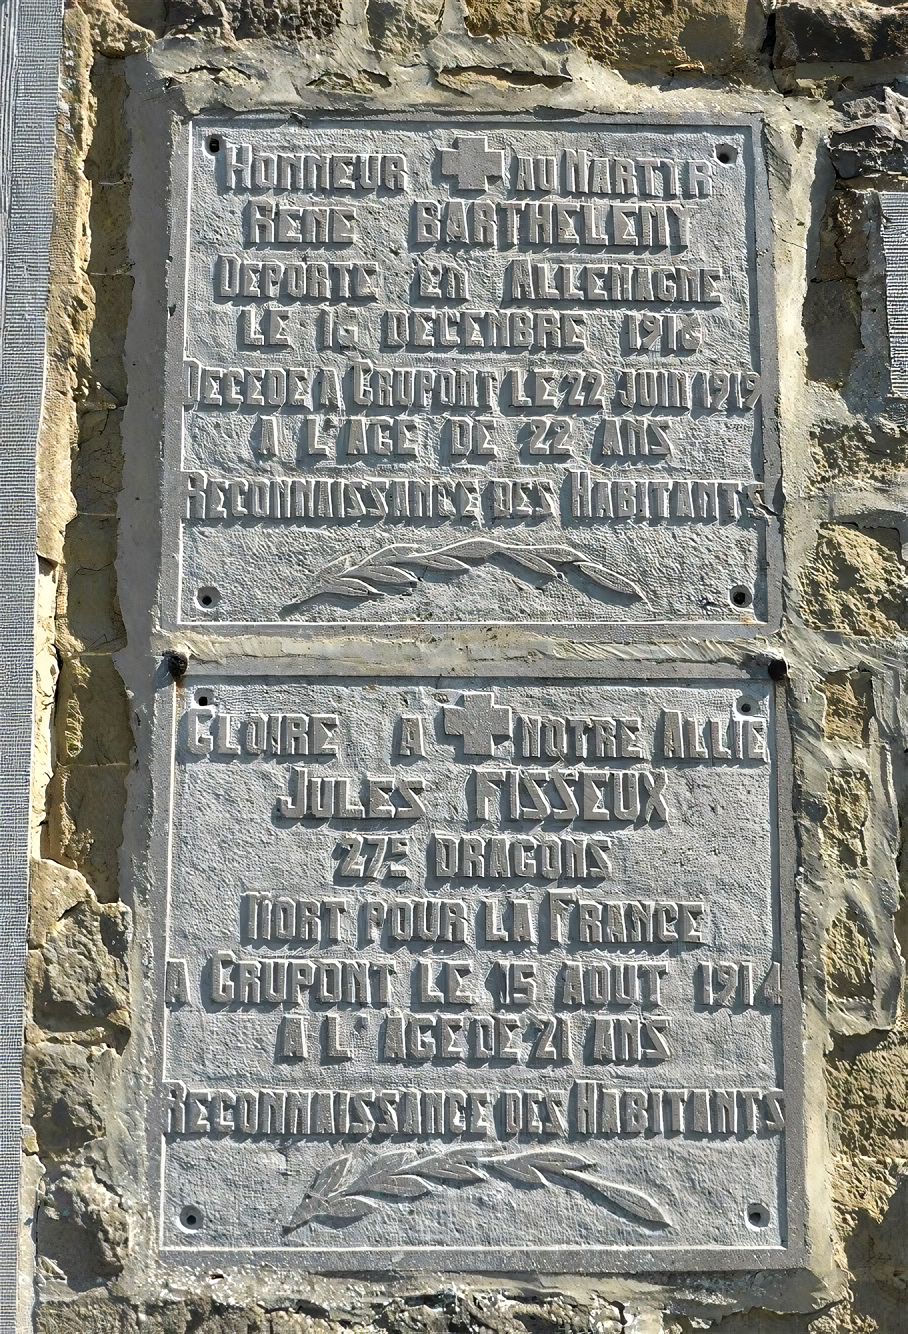 HONNEUR AU MARTYR
RENE BARTHELEMY
DEPORTE EN ALLEMAGNE
LE 16 DECEMBRE 1916
DECEDE A GRUPONT LE 22 JUIN 1919
A L'AGE DE 22 ANS
RECONNAISSANCE DES HABITANTS
GLOIRE A NOTRE ALLIE
JULES FISSEUX
27E DRAGONS
MORT POUR LA FRANCE
A GRUPONT LE 15 AOUT 1914
A L'AGE DE 21 ANS
RECONNAISSANCE DES HABITANTS